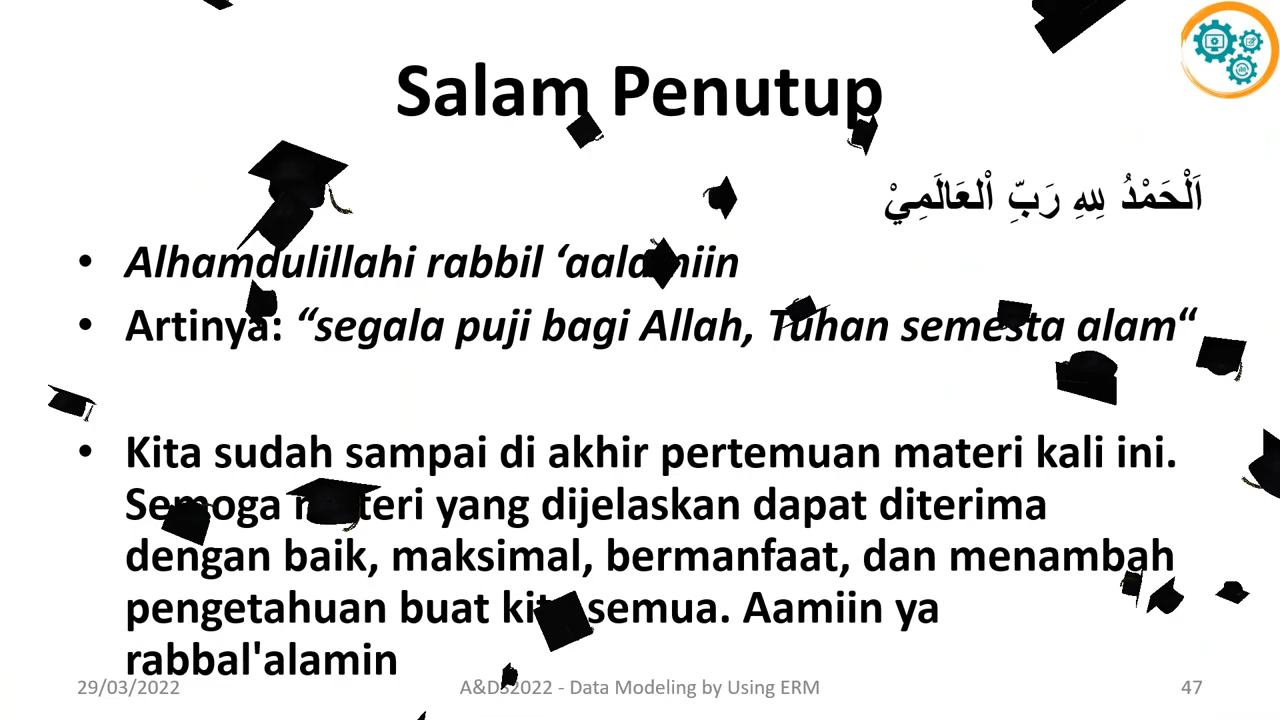 Salam Penutup
اَلْحَمْدُ لِلهِ رَبِّ اْلعَالَمِيْ
• Alhamdulillahi rabbil ‘aalamiin
• Artinya: “segala puji bagi Allah, Tuhan semesta alam“
• Kita sudah sampai di akhir pertemuan materi kali ini.
Semoga materi yang dijelaskan dapat diterima
dengan baik, maksimal, bermanfaat, dan menambah
pengetahuan buat kita semua. Aamiin ya
rabbal'alamin
29/03/2022 A&DS2022 - Data Modeling by Using ERM 47